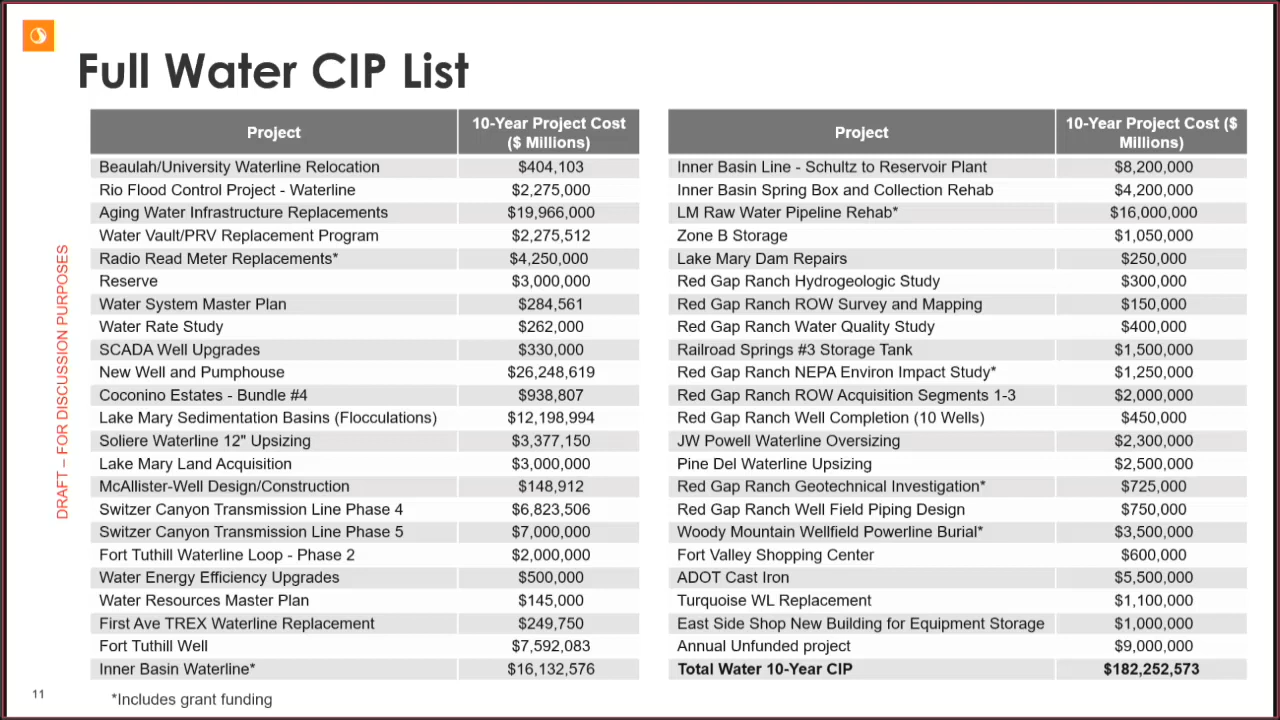 Full Water CIP List
DRAFT – FOR DISCUSSION PURPOSES
Project 10-Year Project Cost ($ Millions)
Beaulah/University Waterline Relocation $404,103
Rio Flood Control Project - Waterline $2,275,000
Aging Water Infrastructure Replacements $19,966,000
Water Vault/PRV Replacement Program $2,275,512
Radio Read Meter Replacements* $4,250,000
Reserve $3,000,000
Water System Master Plan $284,561
Water Rate Study $262,000
SCADA Well Upgrades $330,000
New Well and Pumphouse $26,248,619
Coconino Estates - Bundle #4 $938,807
Lake Mary Sedimentation Basins (Flocculations) $12,198,994
Soliere Waterline 12" Upsizing $3,377,150
Lake Mary Land Acquisition $3,000,000
McAllister-Well Design/Construction $148,912
Switzer Canyon Transmission Line Phase 4 $6,823,506
Switzer Canyon Transmission Line Phase 5 $7,000,000
Fort Tuthill Waterline Loop - Phase 2 $2,000,000
Water Energy Efficiency Upgrades $500,000
Water Resources Master Plan $145,000
First Ave TREX Waterline Replacement $249,750
Fort Tuthill Well $7,592,083
Inner Basin Waterline* $16,132,576
Project 10-Year Project Cost ($ Millions)
Inner Basin Line - Schultz to Reservoir Plant $8,200,000
Inner Basin Spring Box and Collection Rehab $4,200,000
LM Raw Water Pipeline Rehab* $16,000,000
Zone B Storage $1,050,000
Lake Mary Dam Repairs $250,000
Red Gap Ranch Hydrogeologic Study $300,000
Red Gap Ranch ROW Survey and Mapping $150,000
Red Gap Ranch Water Quality Study $400,000
Railroad Springs #3 Storage Tank $1,500,000
Red Gap Ranch NEPA Environ Impact Study* $1,250,000
Red Gap Ranch ROW Acquisition Segments 1-3 $2,000,000
Red Gap Ranch Well Completion (10 Wells) $450,000
JW Powell Waterline Oversizing $2,300,000
Pine Del Waterline Upsizing $2,500,000
Red Gap Ranch Geotechnical Investigation* $725,000
Red Gap Ranch Well Field Piping Design $750,000
Woody Mountain Wellfield Powerline Burial* $3,500,000
Fort Valley Shopping Center $600,000
ADOT Cast Iron $5,500,000
Turquoise WL Replacement $1,100,000
East Side Shop New Building for Equipment Storage $1,000,000
Annual Unfunded project $9,000,000
Total Water 10-Year CIP $182,252,573
11
*Includes grant funding